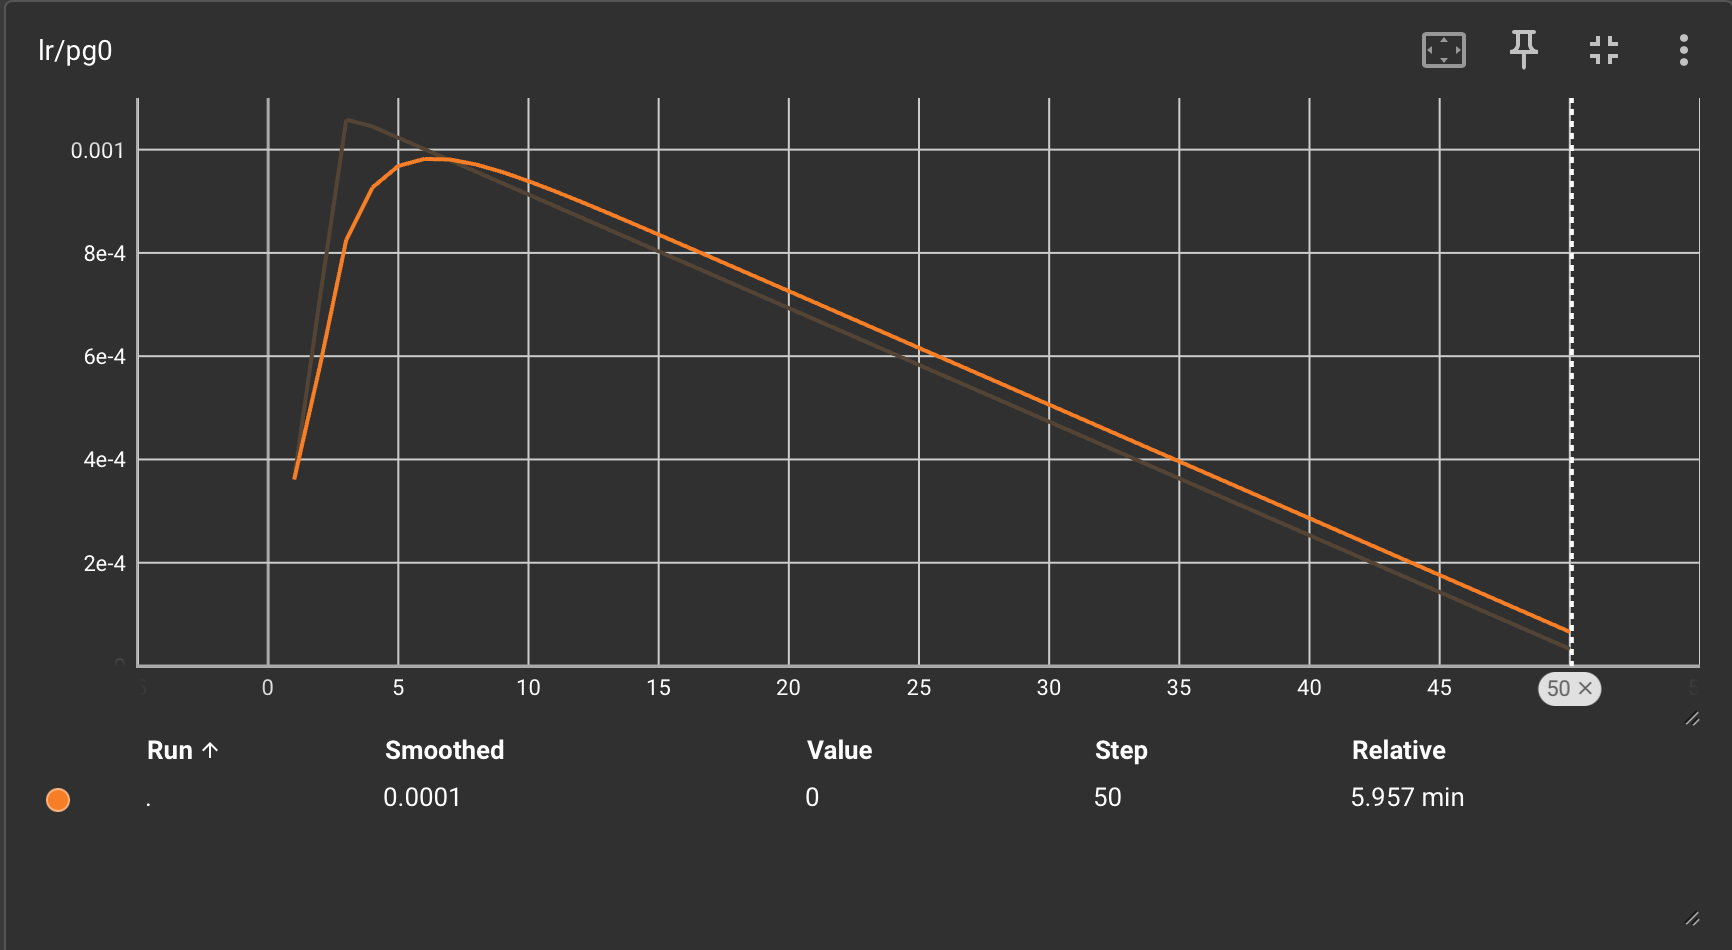 lr/pg0
0.001
8e-4
6e-4
4e-4
2e-4
0 5 10 15 20 25 30 35 40 45 50 ×
Run ↑ Smoothed Value Step Relative
. 0.0001 0 50 5.957 min